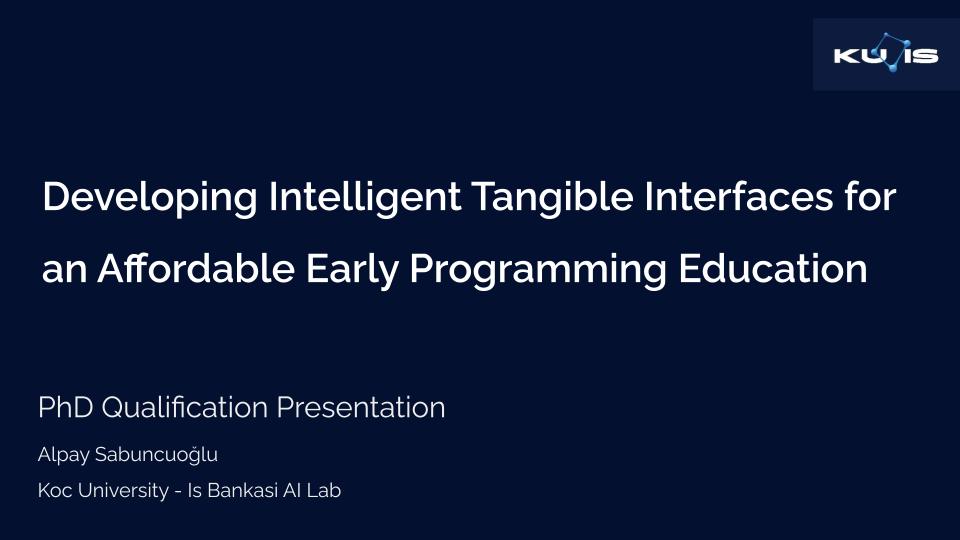 KUIS
Developing Intelligent Tangible Interfaces for
an Affordable Early Programming Education
PhD Qualification Presentation
Alpay Sabuncuoğlu
Koc University - Is Bankasi AI Lab